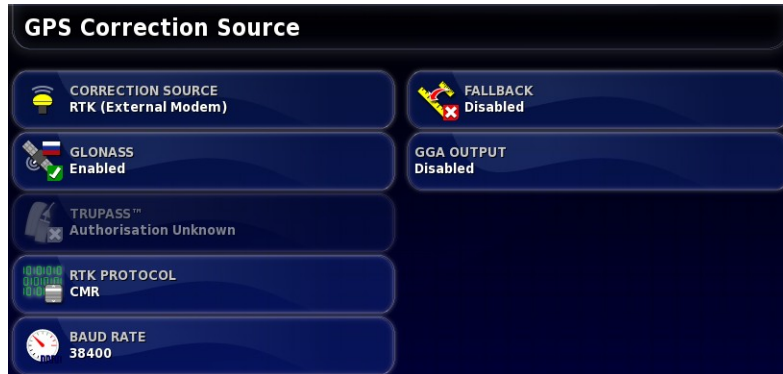 GPS Correction Source
CORRECTION SOURCE
RTK (External Modem)
FALLBACK
Disabled
GLONASS
Enabled
GGA OUTPUT
Disabled
TRUPASS™
Authorisation Unknown
RTK PROTOCOL
CMR
BAUD RATE
38400